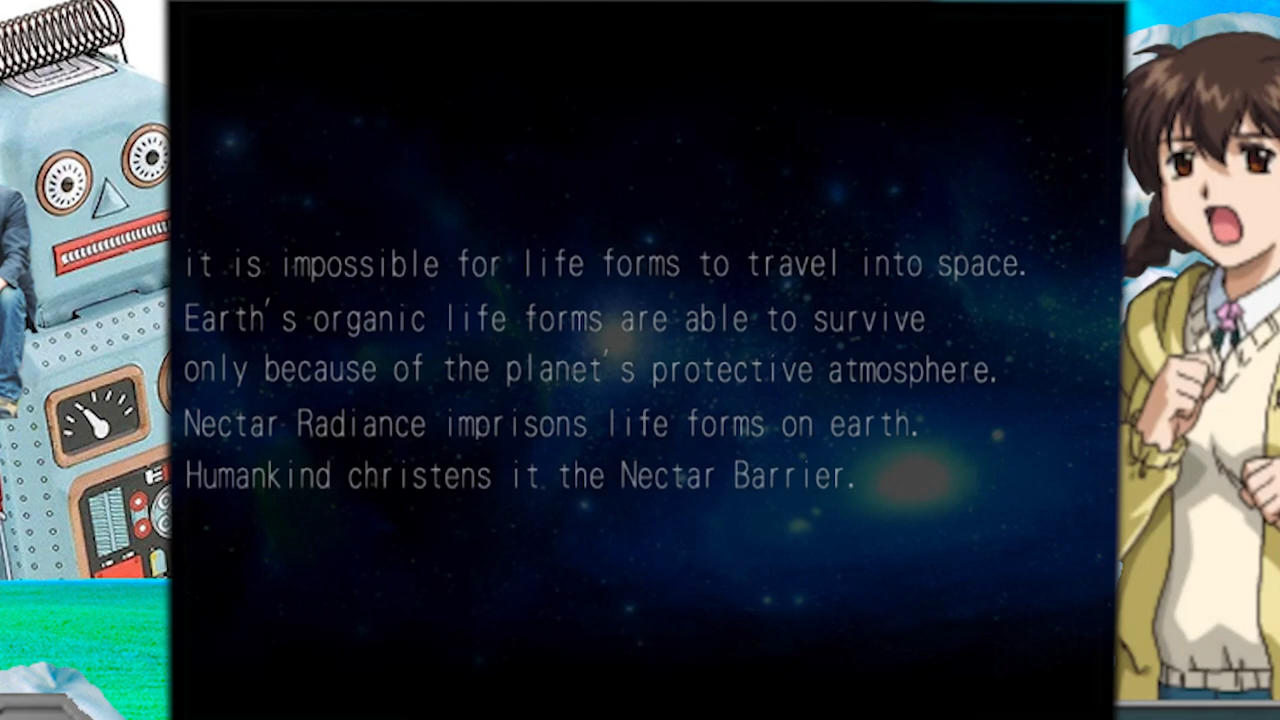 it is impossible for life forms to travel into space.
Earth's organic life forms are able to survive
only because of the planet's protective atmosphere.
Nectar Radiance imprisons life forms on earth.
Humankind christens it the Nectar Barrier.